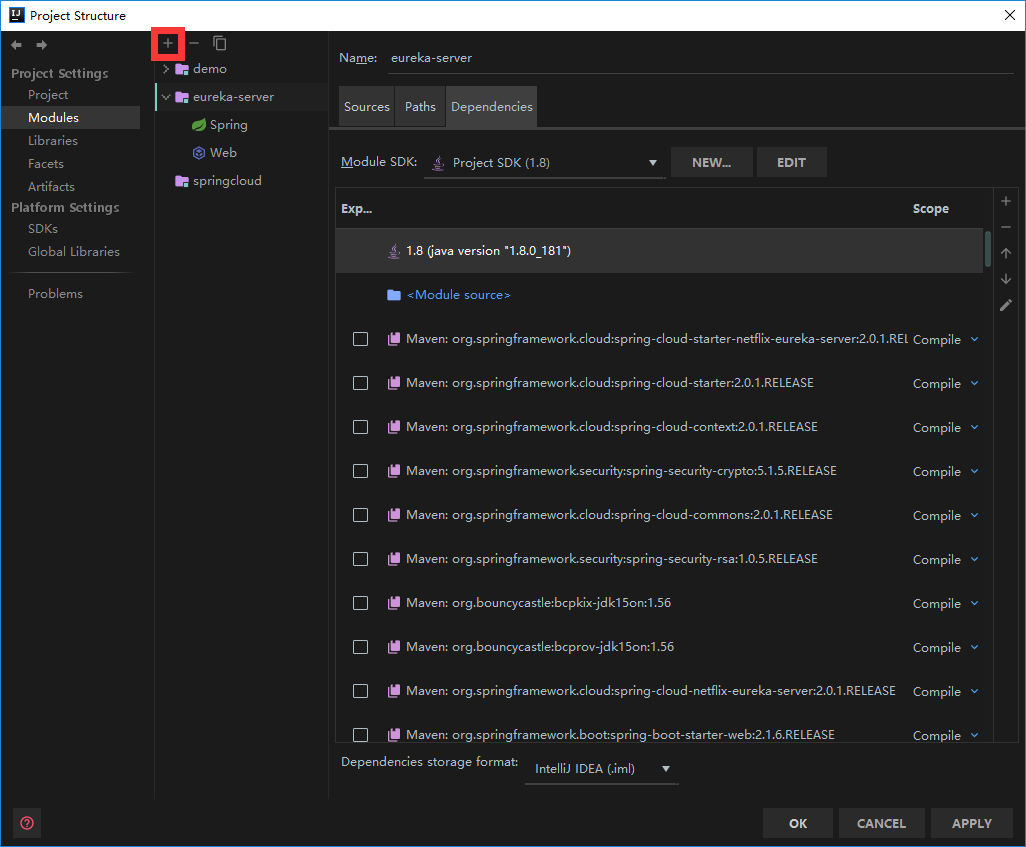 Project Structure
Project Settings
Project
Modules
Libraries
Facets
Artifacts
Platform Settings
SDKs
Global Libraries
Problems
demo
eureka-server
Spring
Web
springcloud
Name: eureka-server
Sources Paths Dependencies
Module SDK: Project SDK (1.8) NEW... EDIT
Exp... Scope
1.8 (java version "1.8.0_181")
<Module source>
Maven: org.springframework.cloud:spring-cloud-starter-netflix-eureka-server:2.0.1.REL Compile
Maven: org.springframework.cloud:spring-cloud-starter:2.0.1.RELEASE Compile
Maven: org.springframework.cloud:spring-cloud-context:2.0.1.RELEASE Compile
Maven: org.springframework.security:spring-security-crypto:5.1.5.RELEASE Compile
Maven: org.springframework.cloud:spring-cloud-commons:2.0.1.RELEASE Compile
Maven: org.springframework.security:spring-security-rsa:1.0.5.RELEASE Compile
Maven: org.bouncycastle:bcpkix-jdk15on:1.56 Compile
Maven: org.bouncycastle:bcprov-jdk15on:1.56 Compile
Maven: org.springframework.cloud:spring-cloud-netflix-eureka-server:2.0.1.RELEASE Compile
Maven: org.springframework.boot:spring-boot-starter-web:2.1.6.RELEASE Compile
Dependencies storage format: IntelliJ IDEA (.iml)
OK CANCEL APPLY